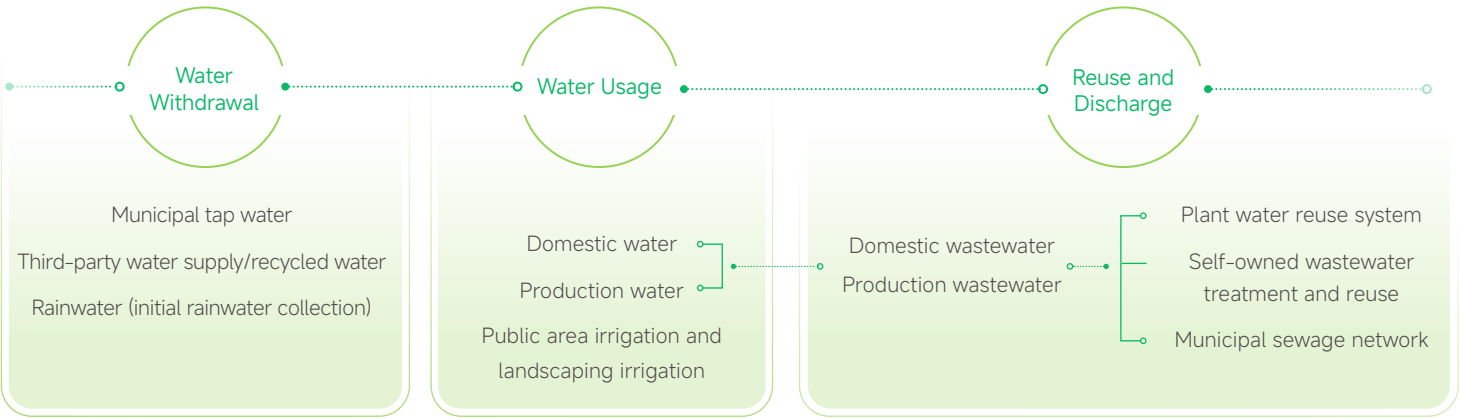 Water
Withdrawal
Municipal tap water
Third-party water supply/recycled water
Rainwater (initial rainwater collection)
Water Usage
Domestic water
Production water
Public area irrigation and
landscaping irrigation
Reuse and
Discharge
Domestic wastewater
Production wastewater
Plant water reuse system
Self-owned wastewater
treatment and reuse
Municipal sewage network